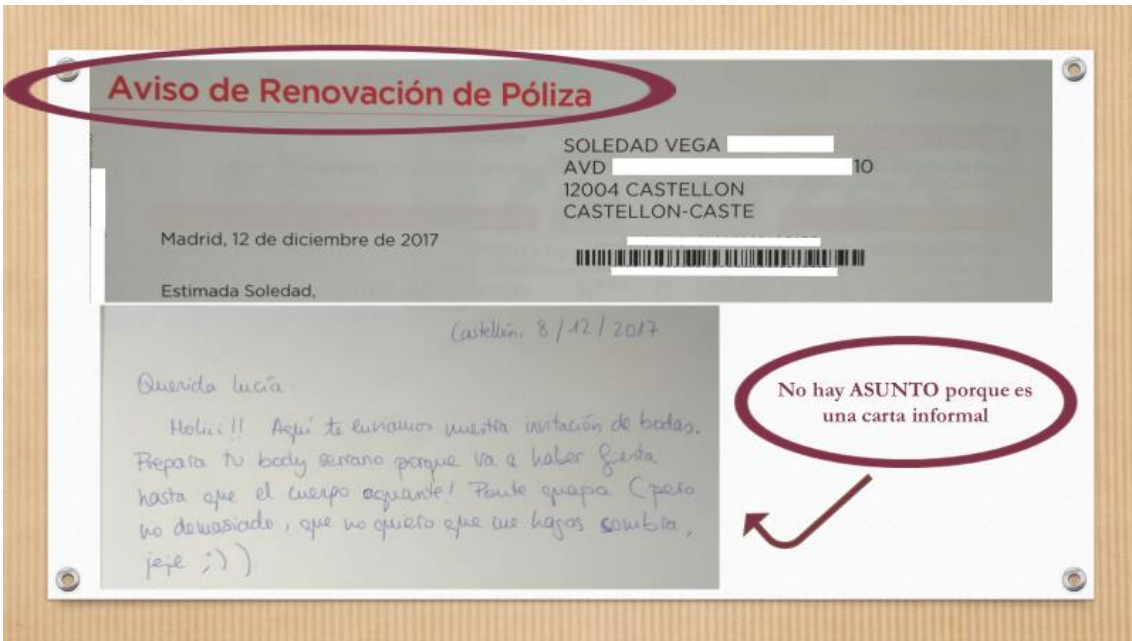 Aviso de Renovación de Póliza
SOLEDAD VEGA
AVD 10
12004 CASTELLON
CASTELLON-CASTE
Madrid, 12 de diciembre de 2017
Estimada Soledad,
Castellón, 8/12/2017
Querida Lucía:
Holiii!! Aquí te enviamos nuestra invitación de bodas.
Prepara tu body serrano porque va a haber fiesta
hasta que el cuerpo aguante! Ponte guapa (pero
no demasiado, que no quiero que me hagas sombra,
jeje ;))
No hay ASUNTO porque es
una carta informal